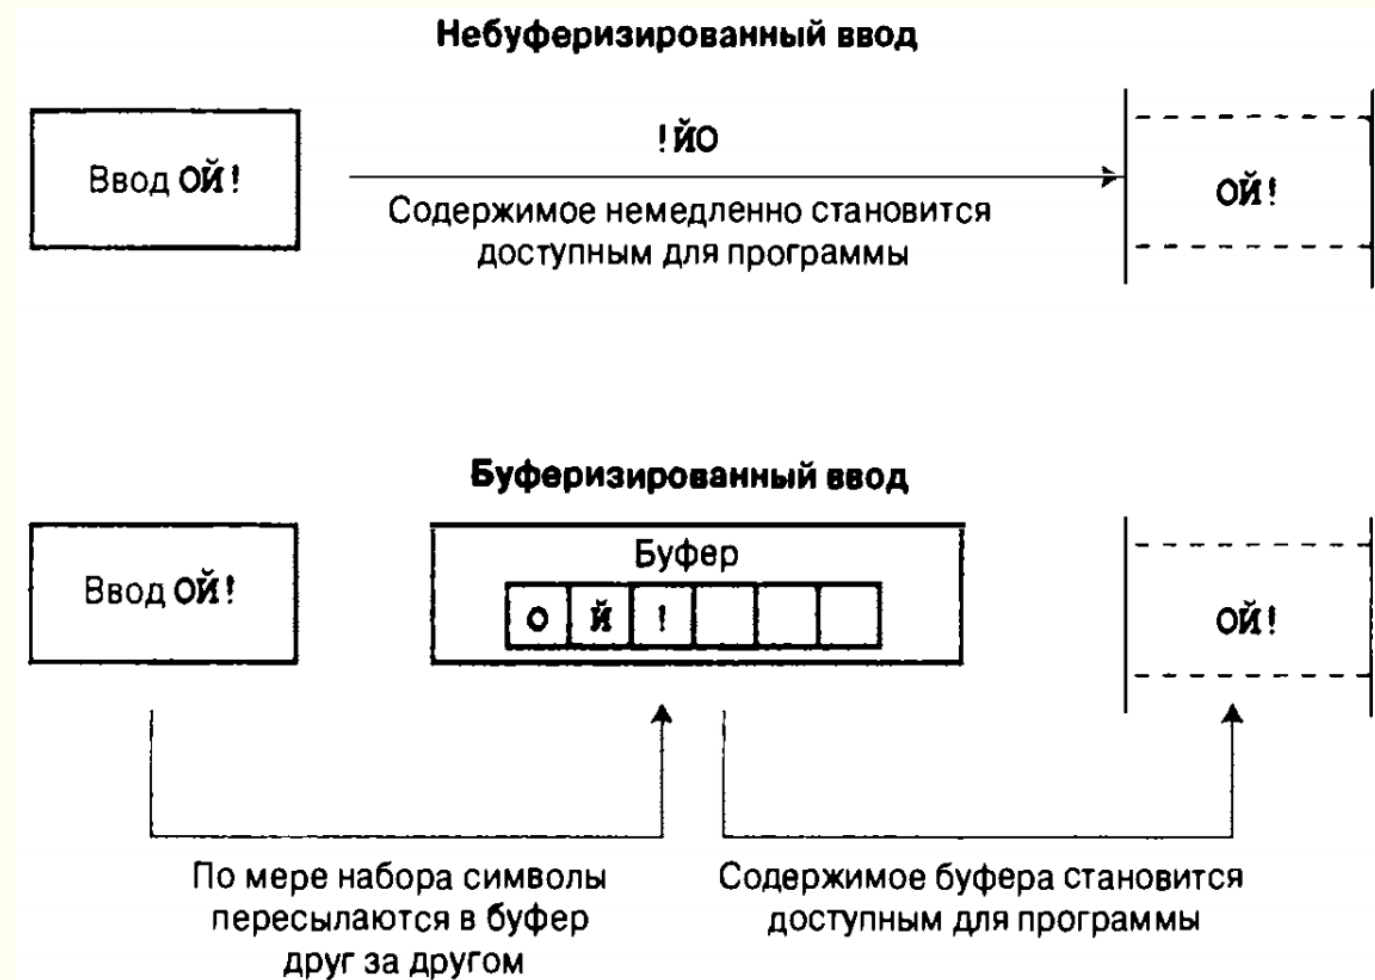 Небуферизированный ввод
Ввод ОЙ!
!ЙО
Содержимое немедленно становится
доступным для программы
ОЙ!
Буферизированный ввод
Ввод ОЙ!
Буфер
О Й !
ОЙ!
По мере набора символы
пересылаются в буфер
друг за другом
Содержимое буфера становится
доступным для программы